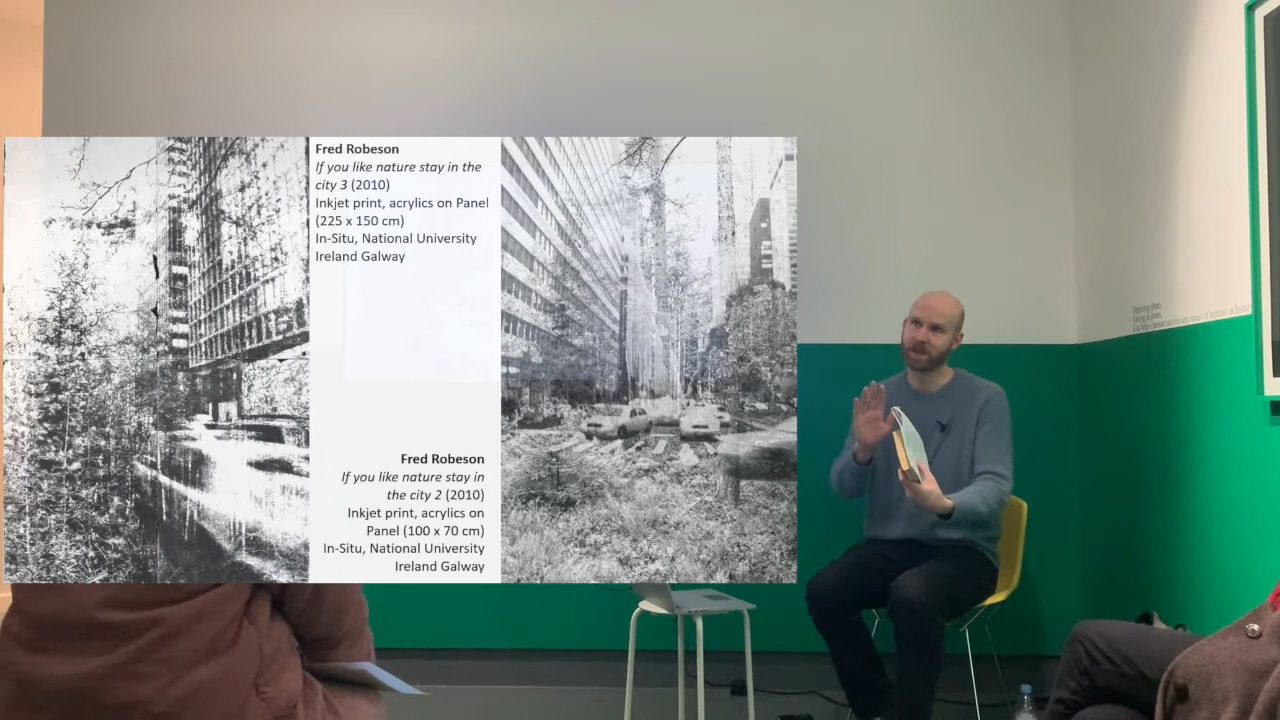 Fred Robeson
If you like nature stay in the
city 3 (2010)
Inkjet print, acrylics on Panel
(225 x 150 cm)
In-Situ, National University
Ireland Galway
Fred Robeson
If you like nature stay in
the city 2 (2010)
Inkjet print, acrylics on
Panel (100 x 70 cm)
In-Situ, National University
Ireland Galway